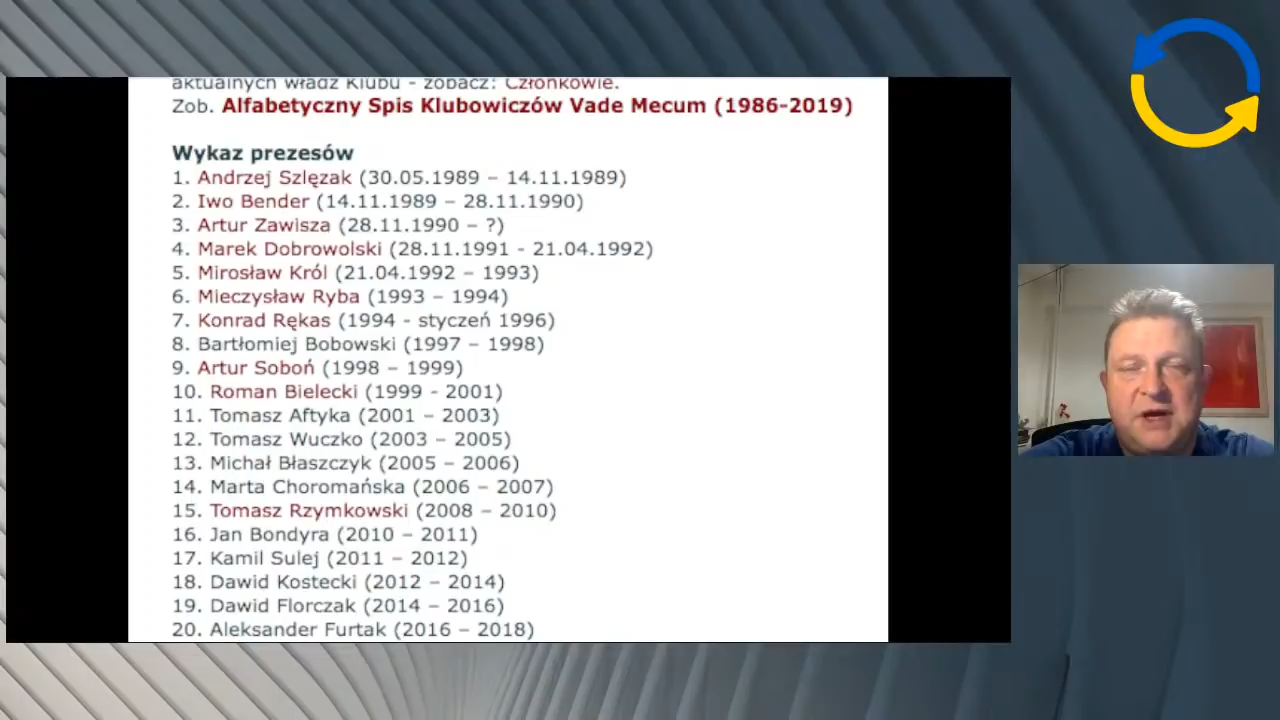 aktualnych władz Klubu - zobacz: Członkowie.
Zob. Alfabetyczny Spis Klubowiczów Vade Mecum (1986-2019)
Wykaz prezesów
1. Andrzej Szlęzak (30.05.1989 – 14.11.1989)
2. Iwo Bender (14.11.1989 – 28.11.1990)
3. Artur Zawisza (28.11.1990 – ?)
4. Marek Dobrowolski (28.11.1991 - 21.04.1992)
5. Mirosław Król (21.04.1992 – 1993)
6. Mieczysław Ryba (1993 – 1994)
7. Konrad Rękas (1994 - styczeń 1996)
8. Bartłomiej Bobowski (1997 – 1998)
9. Artur Soboń (1998 – 1999)
10. Roman Bielecki (1999 - 2001)
11. Tomasz Aftyka (2001 – 2003)
12. Tomasz Wuczko (2003 – 2005)
13. Michał Błaszczyk (2005 – 2006)
14. Marta Choromańska (2006 – 2007)
15. Tomasz Rzymkowski (2008 – 2010)
16. Jan Bondyra (2010 – 2011)
17. Kamil Sulej (2011 – 2012)
18. Dawid Kostecki (2012 – 2014)
19. Dawid Florczak (2014 – 2016)
20. Aleksander Furtak (2016 – 2018)